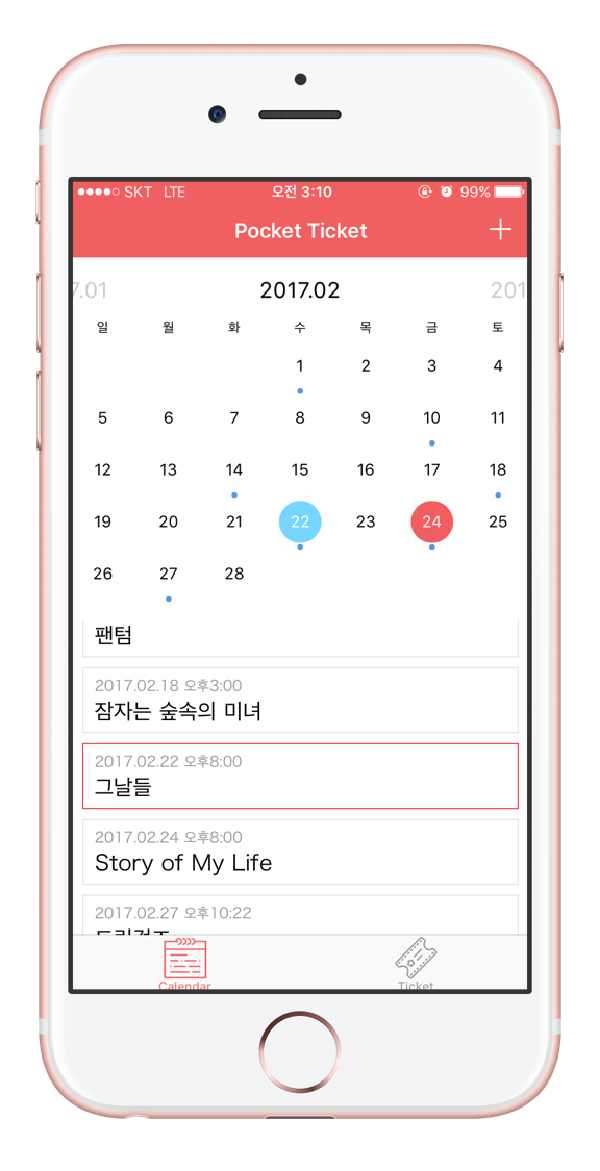 SKT LTE 오전 3:10 99%
Pocket Ticket +
7.01 2017.02 201
일 월 화 수 목 금 토
1 2 3 4
5 6 7 8 9 10 11
12 13 14 15 16 17 18
19 20 21 22 23 24 25
26 27 28
팬텀
2017.02.18 오후3:00
잠자는 숲속의 미녀
2017.02.22 오후8:00
그날들
2017.02.24 오후8:00
Story of My Life
2017.02.27 오후10:22
Calendar Ticket